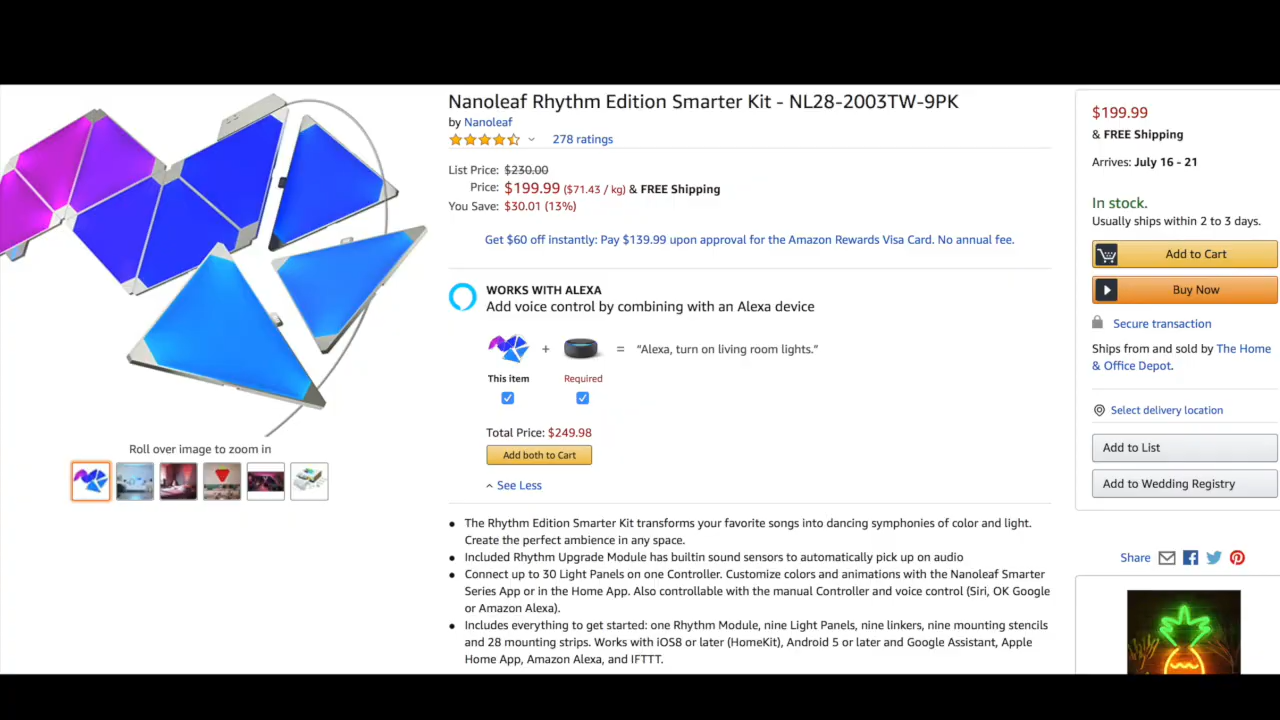 Nanoleaf Rhythm Edition Smarter Kit - NL28-2003TW-9PK
by Nanoleaf
278 ratings
List Price: $230.00
Price: $199.99 ($71.43 / kg) & FREE Shipping
You Save: $30.01 (13%)
Get $60 off instantly: Pay $139.99 upon approval for the Amazon Rewards Visa Card. No annual fee.
WORKS WITH ALEXA
Add voice control by combining with an Alexa device
+ = “Alexa, turn on living room lights.”
This item Required
Total Price: $249.98
Add both to Cart
See Less
• The Rhythm Edition Smarter Kit transforms your favorite songs into dancing symphonies of color and light.
Create the perfect ambience in any space.
• Included Rhythm Upgrade Module has builtin sound sensors to automatically pick up on audio
• Connect up to 30 Light Panels on one Controller. Customize colors and animations with the Nanoleaf Smarter
Series App or in the Home App. Also controllable with the manual Controller and voice control (Siri, OK Google
or Amazon Alexa).
• Includes everything to get started: one Rhythm Module, nine Light Panels, nine linkers, nine mounting stencils
and 28 mounting strips. Works with iOS8 or later (HomeKit), Android 5 or later and Google Assistant, Apple
Home App, Amazon Alexa, and IFTTT.
Roll over image to zoom in
$199.99
& FREE Shipping
Arrives: July 16 - 21
In stock.
Usually ships within 2 to 3 days.
Add to Cart
Buy Now
Secure transaction
Ships from and sold by The Home
& Office Depot.
Select delivery location
Add to List
Add to Wedding Registry
Share